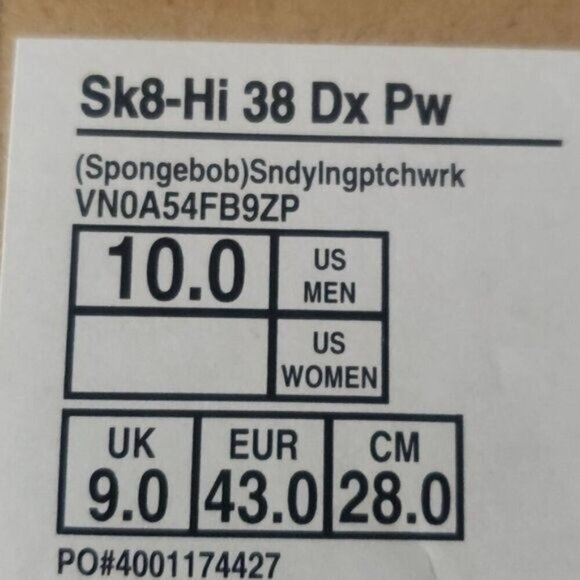 Sk8-Hi 38 Dx Pw
(Spongebob)Sndylngptchwrk
VN0A54FB9ZP
10.0 US MEN
US WOMEN
UK EUR CM
9.0 43.0 28.0
PO#4001174427